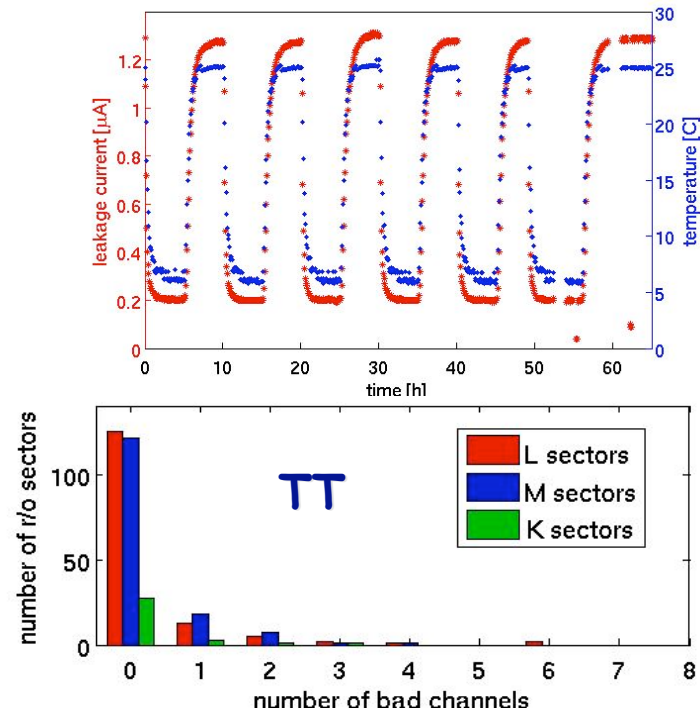 30
1.2
25
1
20
0.8
15
0.6
10
0.4
5
0.2
0
0
leakage current [µA]
temperature [C]
0 10 20 30 40 50 60
time [h]
100
50
0
number of r/o sectors
TT
L sectors
M sectors
K sectors
0 1 2 3 4 5 6 7 8
number of bad channels